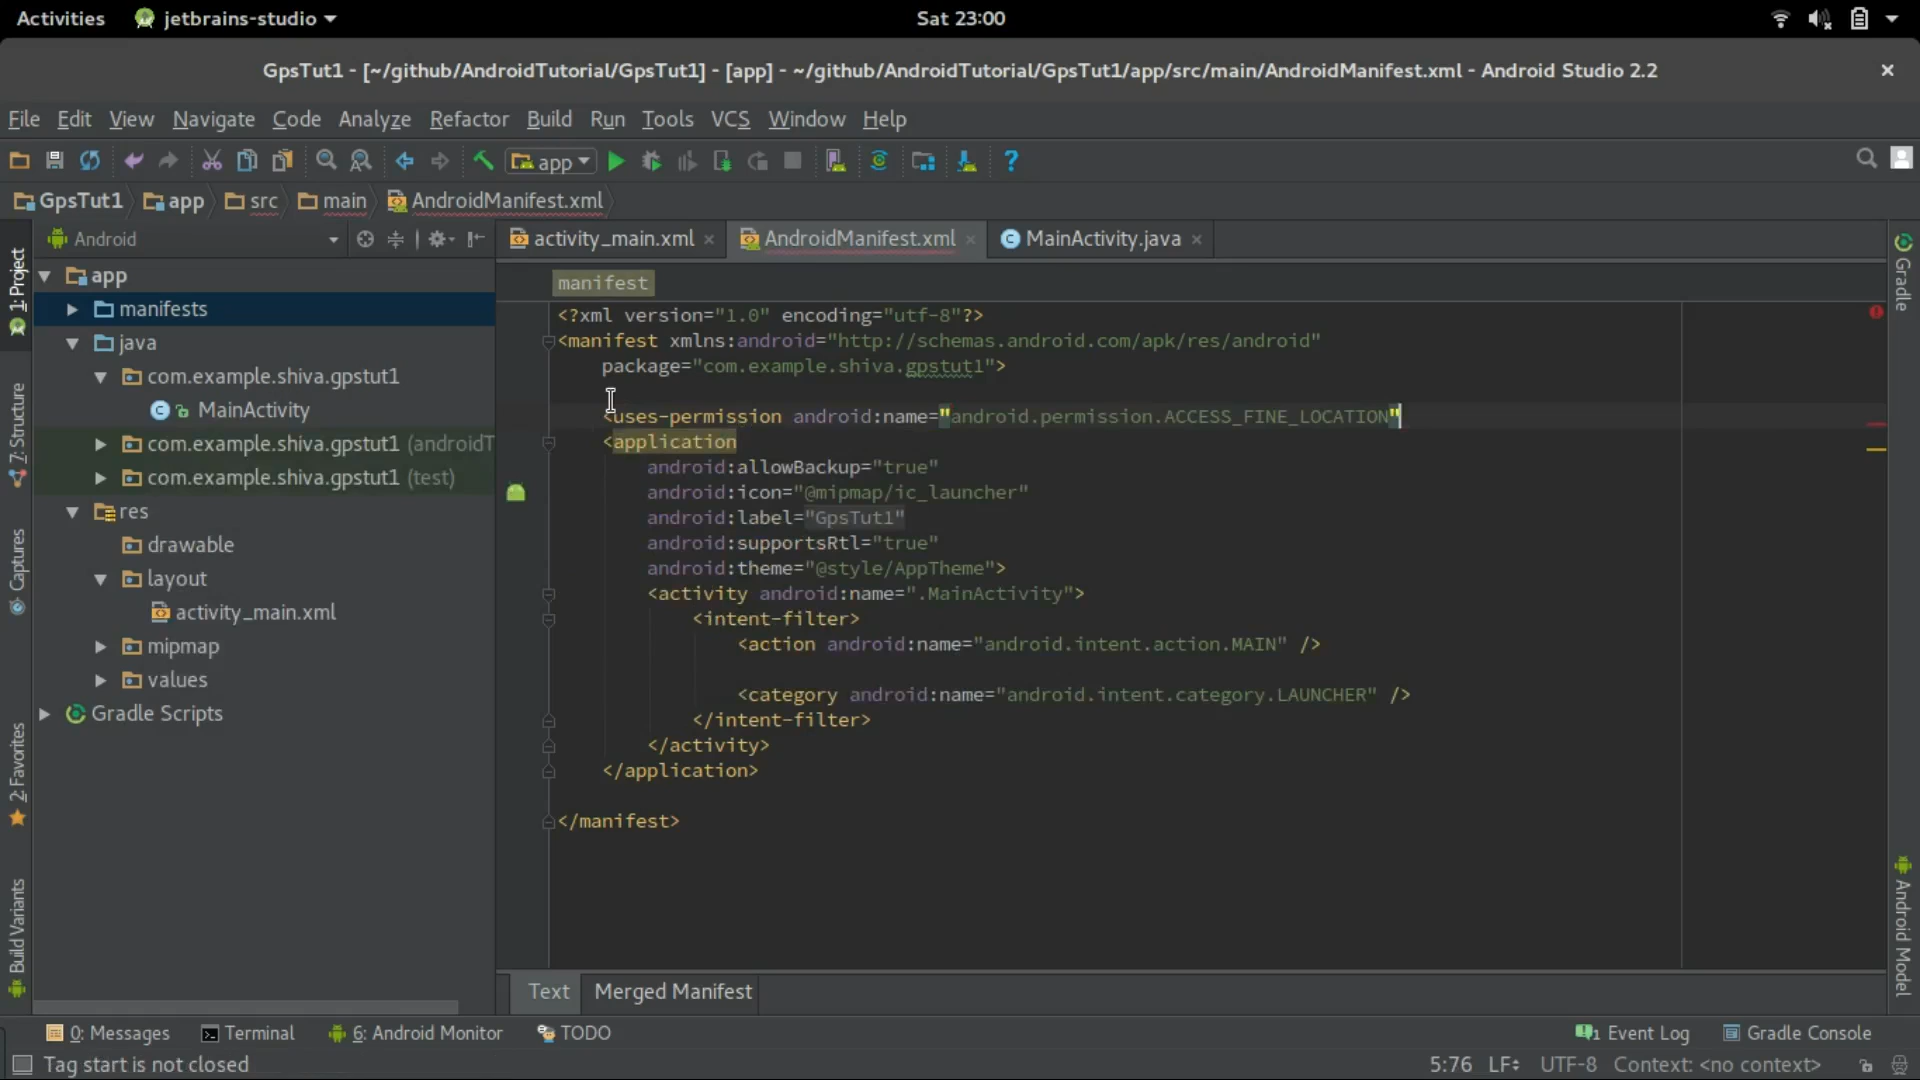 Activities jetbrains-studio Sat 23:00
GpsTut1 - [~/github/AndroidTutorial/GpsTut1] - [app] - ~/github/AndroidTutorial/GpsTut1/app/src/main/AndroidManifest.xml - Android Studio 2.2
File Edit View Navigate Code Analyze Refactor Build Run Tools VCS Window Help
app
GpsTut1 app src main AndroidManifest.xml
1: Project
7: Structure
Captures
2: Favorites
Build Variants
Android
app
manifests
java
com.example.shiva.gpstut1
MainActivity
com.example.shiva.gpstut1 (androidT
com.example.shiva.gpstut1 (test)
res
drawable
layout
activity_main.xml
mipmap
values
Gradle Scripts
activity_main.xml AndroidManifest.xml MainActivity.java
manifest
<?xml version="1.0" encoding="utf-8"?>
<manifest xmlns:android="http://schemas.android.com/apk/res/android"
package="com.example.shiva.gpstut1">
<uses-permission android:name="android.permission.ACCESS_FINE_LOCATION"
<application
android:allowBackup="true"
android:icon="@mipmap/ic_launcher"
android:label="GpsTut1"
android:supportsRtl="true"
android:theme="@style/AppTheme">
<activity android:name=".MainActivity">
<intent-filter>
<action android:name="android.intent.action.MAIN" />
<category android:name="android.intent.category.LAUNCHER" />
</intent-filter>
</activity>
</application>
</manifest>
Text Merged Manifest
Gradle
Android Model
0: Messages Terminal 6: Android Monitor TODO 1 Event Log Gradle Console
Tag start is not closed 5:76 LF UTF-8 Context: <no context>